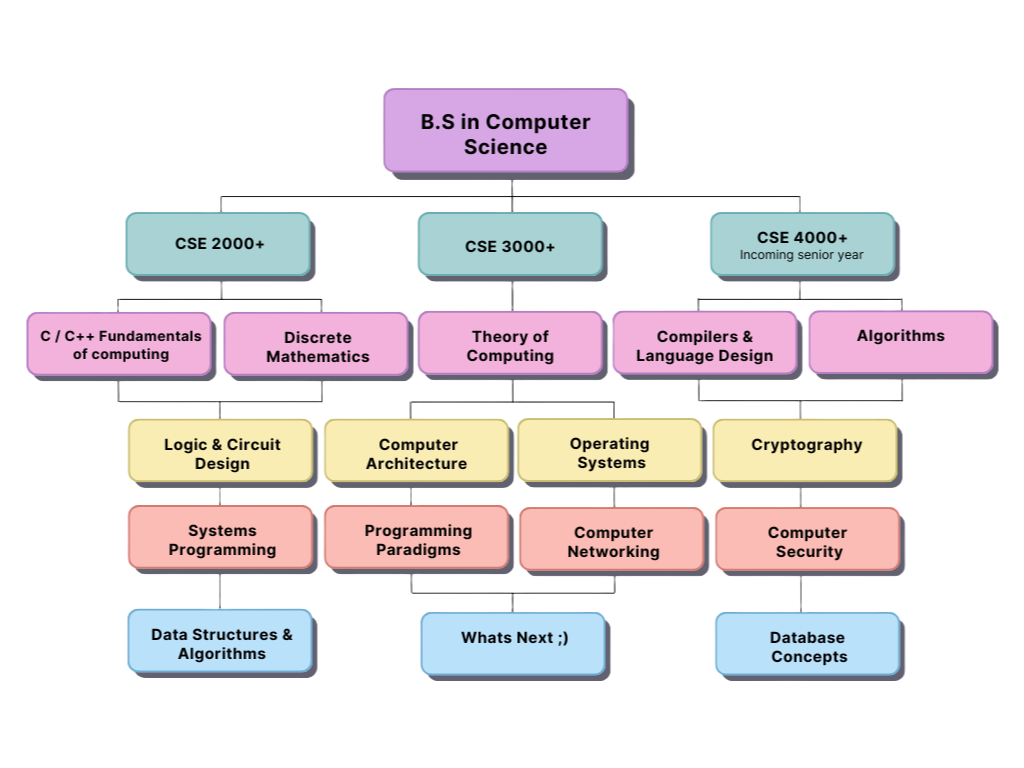 B.S in Computer
Science
CSE 2000+
CSE 3000+
CSE 4000+
Incoming senior year
C / C++ Fundamentals
of computing
Discrete
Mathematics
Theory of
Computing
Compilers &
Language Design
Algorithms
Logic & Circuit
Design
Computer
Architecture
Operating
Systems
Cryptography
Systems
Programming
Programming
Paradigms
Computer
Networking
Computer
Security
Data Structures &
Algorithms
Whats Next ;)
Database
Concepts